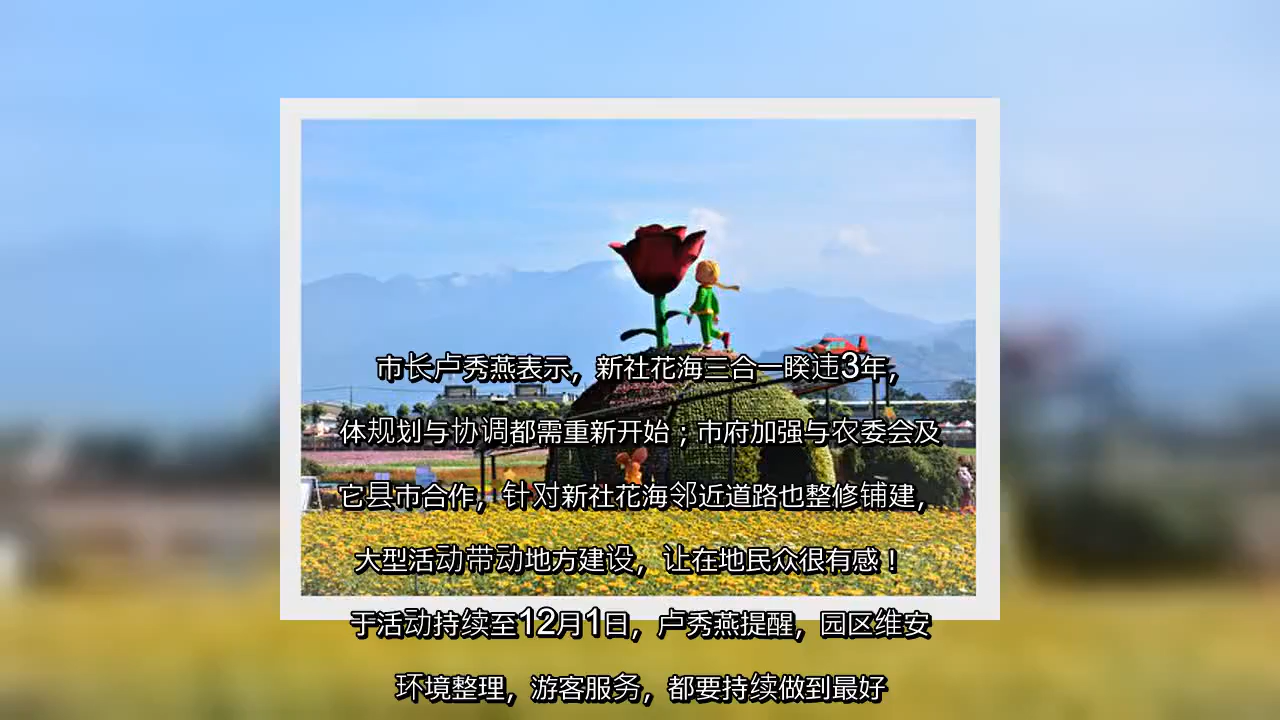 市长卢秀燕表示，新社花海三合一睽违3年，
体规划与协调都需重新开始；市府加强与农委会及
它县市合作，针对新社花海邻近道路也整修铺建，
大型活动带动地方建设，让在地民众很有感！
于活动持续至12月1日，卢秀燕提醒，园区维安
环境整理，游客服务，都要持续做到最好